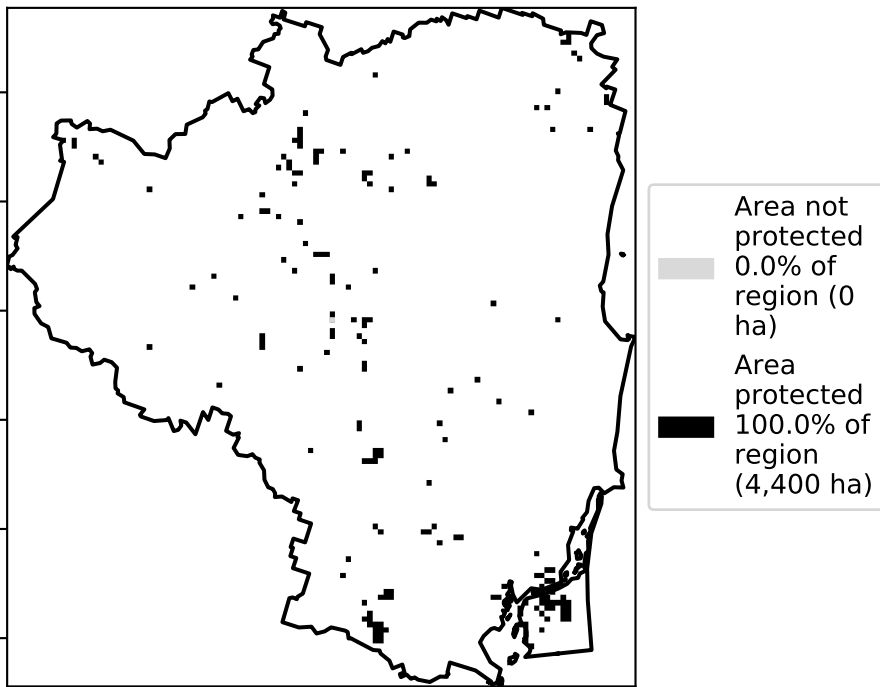 Area not
protected
0.0% of
region (0
ha)
Area
protected
100.0% of
region
(4,400 ha)